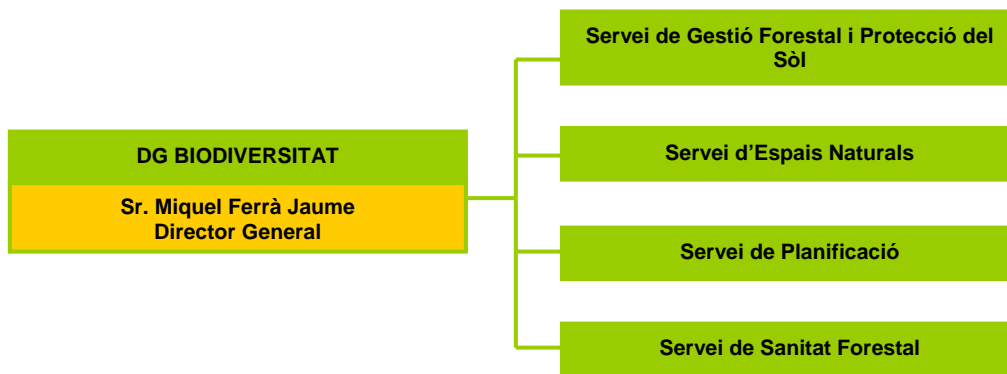 DG BIODIVERSITAT
Sr. Miquel Ferrà Jaume
Director General
Servei de Gestió Forestal i Protecció del
Sòl
Servei d’Espais Naturals
Servei de Planificació
Servei de Sanitat Forestal